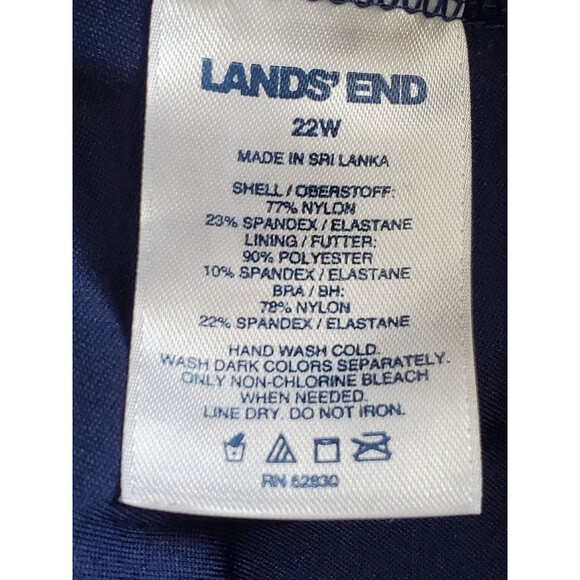 LANDS' END
22W
MADE IN SRI LANKA
SHELL / OBERSTOFF:
77% NYLON
23% SPANDEX / ELASTANE
LINING / FUTTER:
90% POLYESTER
10% SPANDEX / ELASTANE
BRA / BH:
78% NYLON
22% SPANDEX / ELASTANE
HAND WASH COLD.
WASH DARK COLORS SEPARATELY.
ONLY NON-CHLORINE BLEACH
WHEN NEEDED.
LINE DRY. DO NOT IRON.
RN 62830